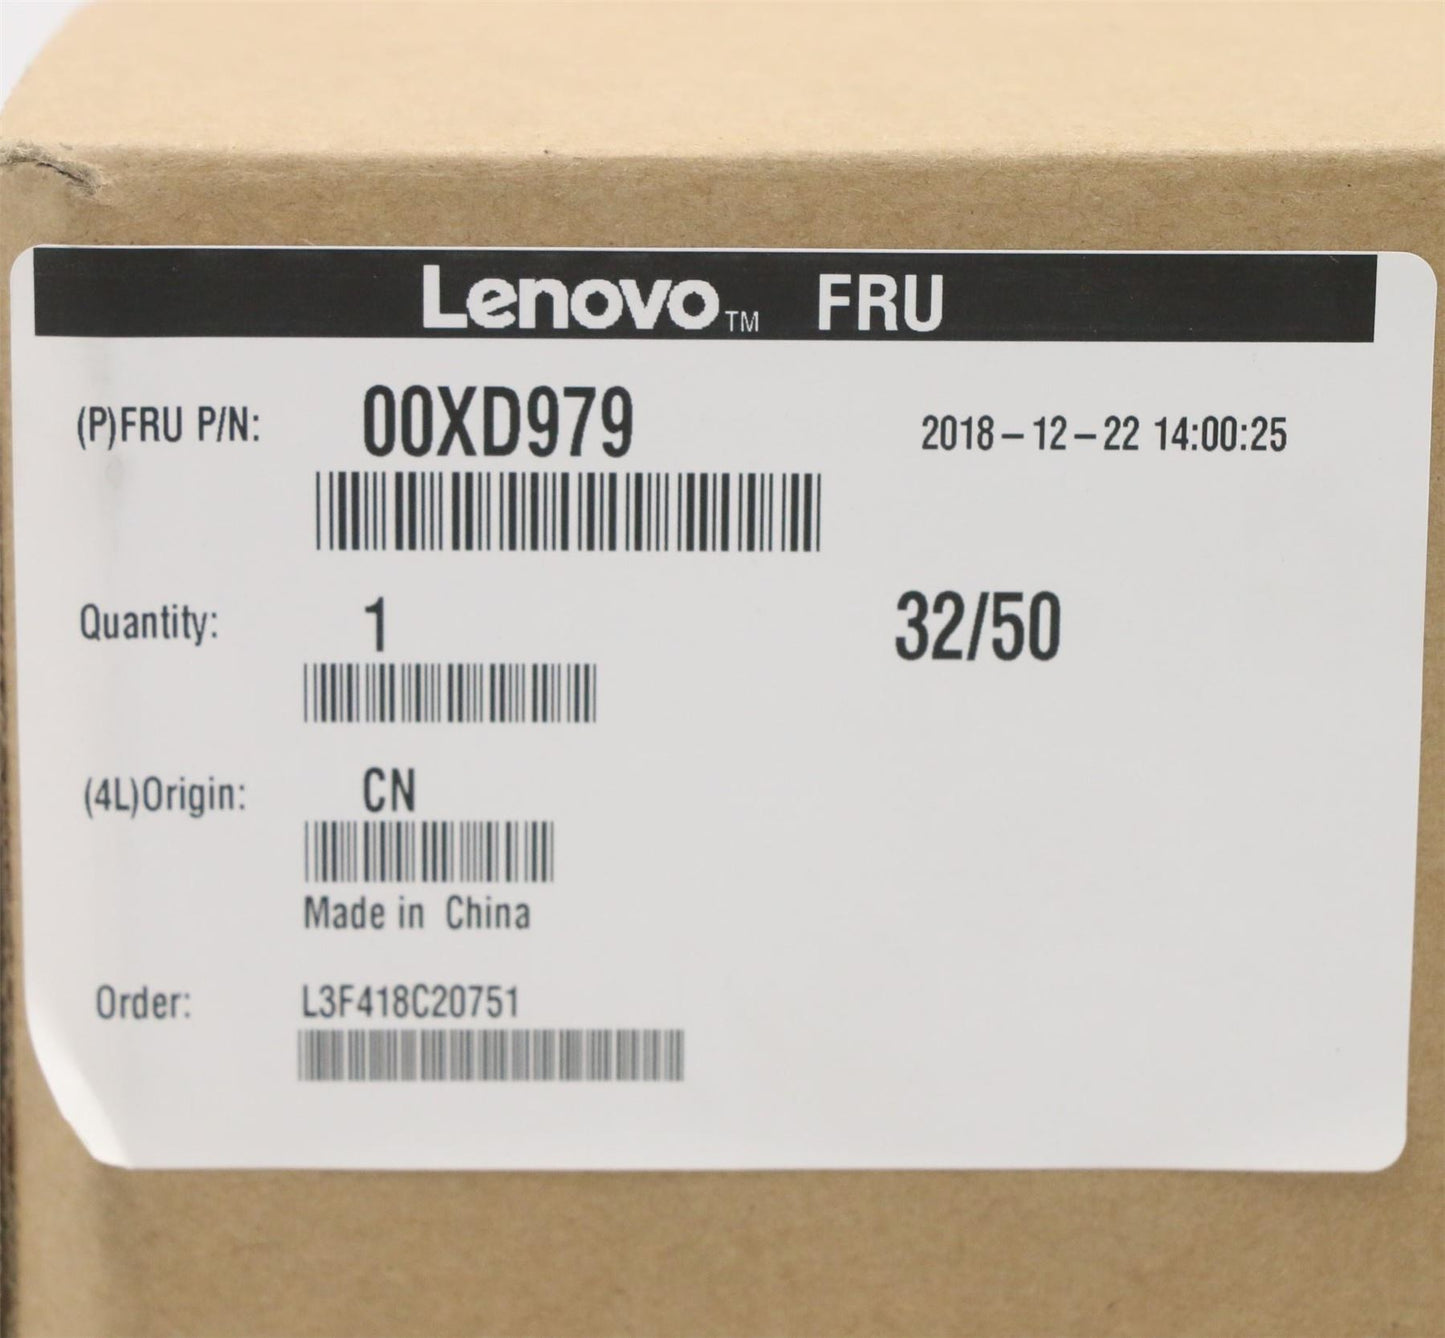 Lenovo™ FRU
(P)FRU P/N: 00XD979 2018-12-22 14:00:25
Quantity: 1 32/50
(4L)Origin: CN
Made in China
Order: L3F418C20751